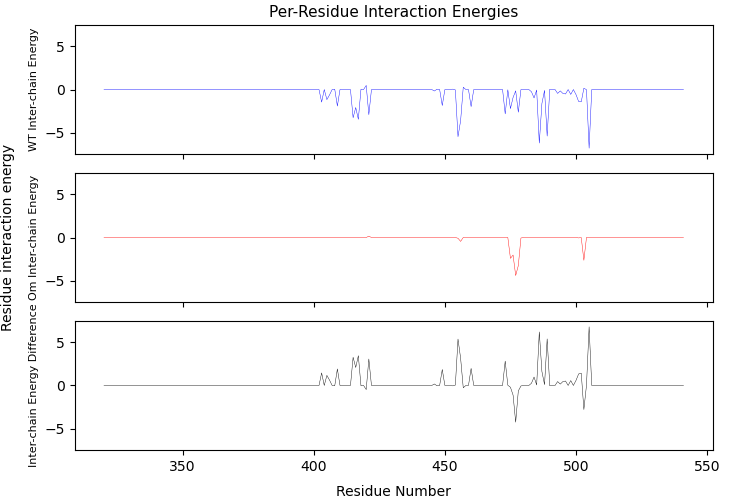 Per-Residue Interaction Energies
Residue interaction energy
WT Inter-chain Energy
5
0
−5
Om Inter-chain Energy
5
0
−5
Inter-chain Energy Difference
5
0
−5
350
400
450
500
550
Residue Number